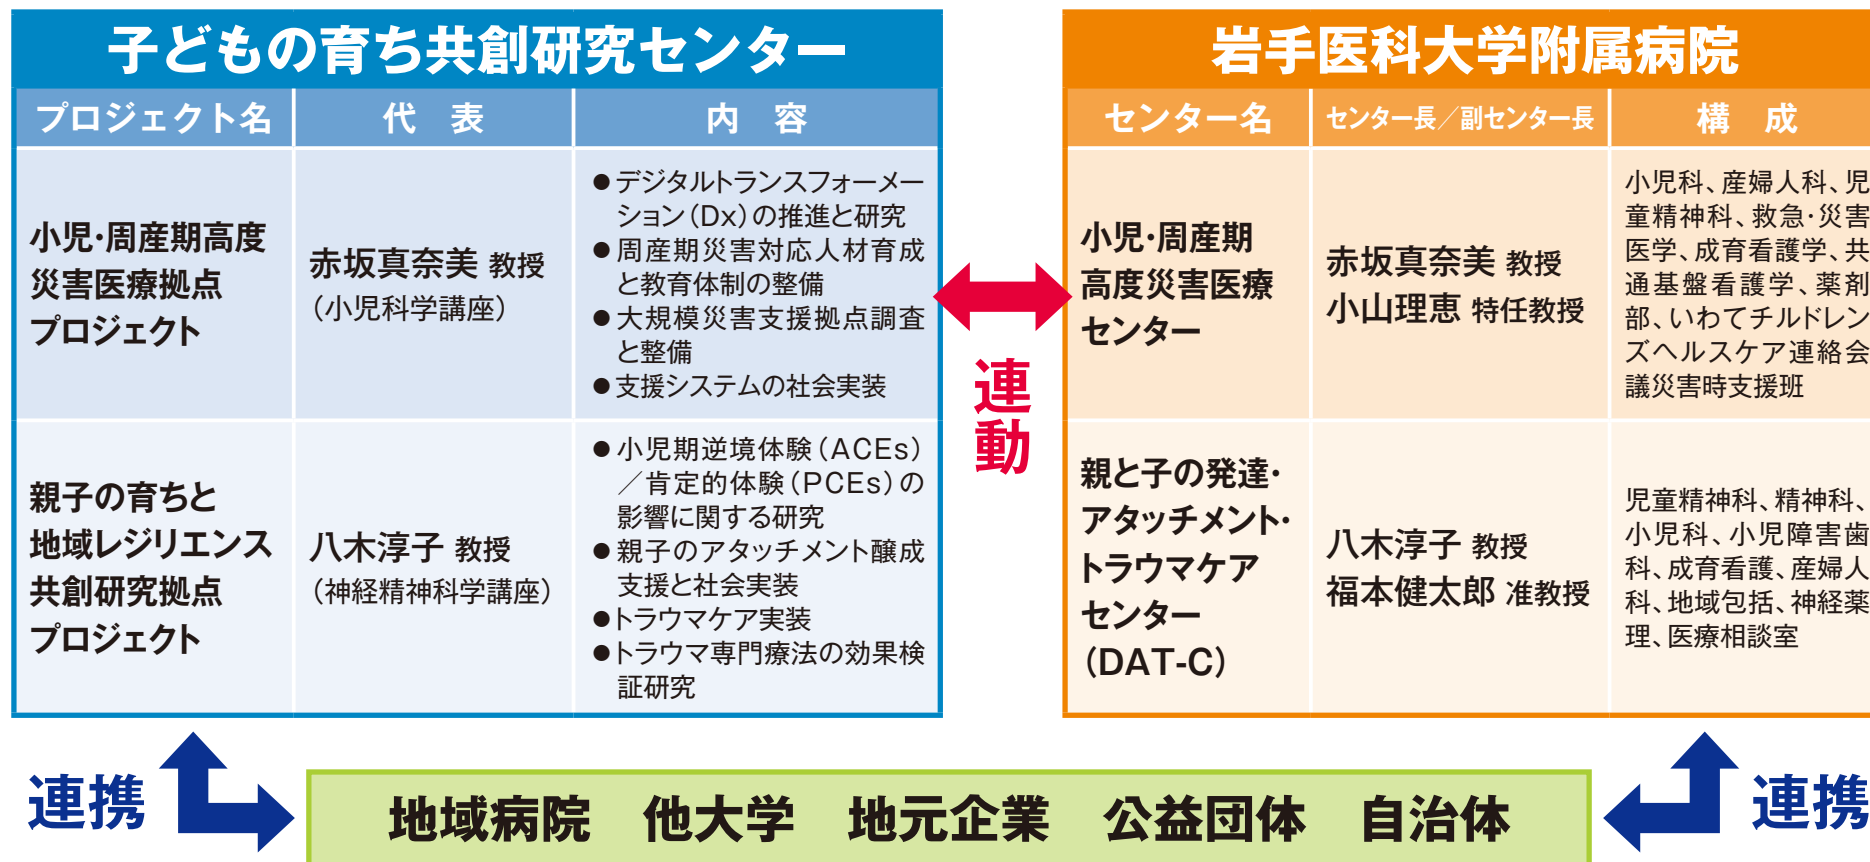 子どもの育ち共創研究センター
プロジェクト名
代 表
内 容
小児・周産期高度
災害医療拠点
プロジェクト
赤坂真奈美 教授
(小児科学講座)
●デジタルトランスフォーメー
ション(Dx)の推進と研究
●周産期災害対応人材育成
と教育体制の整備
●大規模災害支援拠点調査
と整備
●支援システムの社会実装
親子の育ちと
地域レジリエンス
共創研究拠点
プロジェクト
八木淳子 教授
(神経精神科学講座)
●小児期逆境体験(ACEs)
/肯定的体験(PCEs)の
影響に関する研究
●親子のアタッチメント醸成
支援と社会実装
●トラウマケア実装
●トラウマ専門療法の効果検
証研究
連動
岩手医科大学附属病院
センター名
センター長/副センター長
構 成
小児・周産期
高度災害医療
センター
赤坂真奈美 教授
小山理恵 特任教授
小児科、産婦人科、児
童精神科、救急・災害
医学、成育看護学、共
通基盤看護学、薬剤
部、いわてチルドレン
ズヘルスケア連絡会
議災害時支援班
親と子の発達・
アタッチメント・
トラウマケア
センター
(DAT-C)
八木淳子 教授
福本健太郎 准教授
児童精神科、精神科、
小児科、小児障害歯
科、成育看護、産婦人
科、地域包括、神経薬
理、医療相談室
連携
地域病院 他大学 地元企業 公益団体 自治体
連携